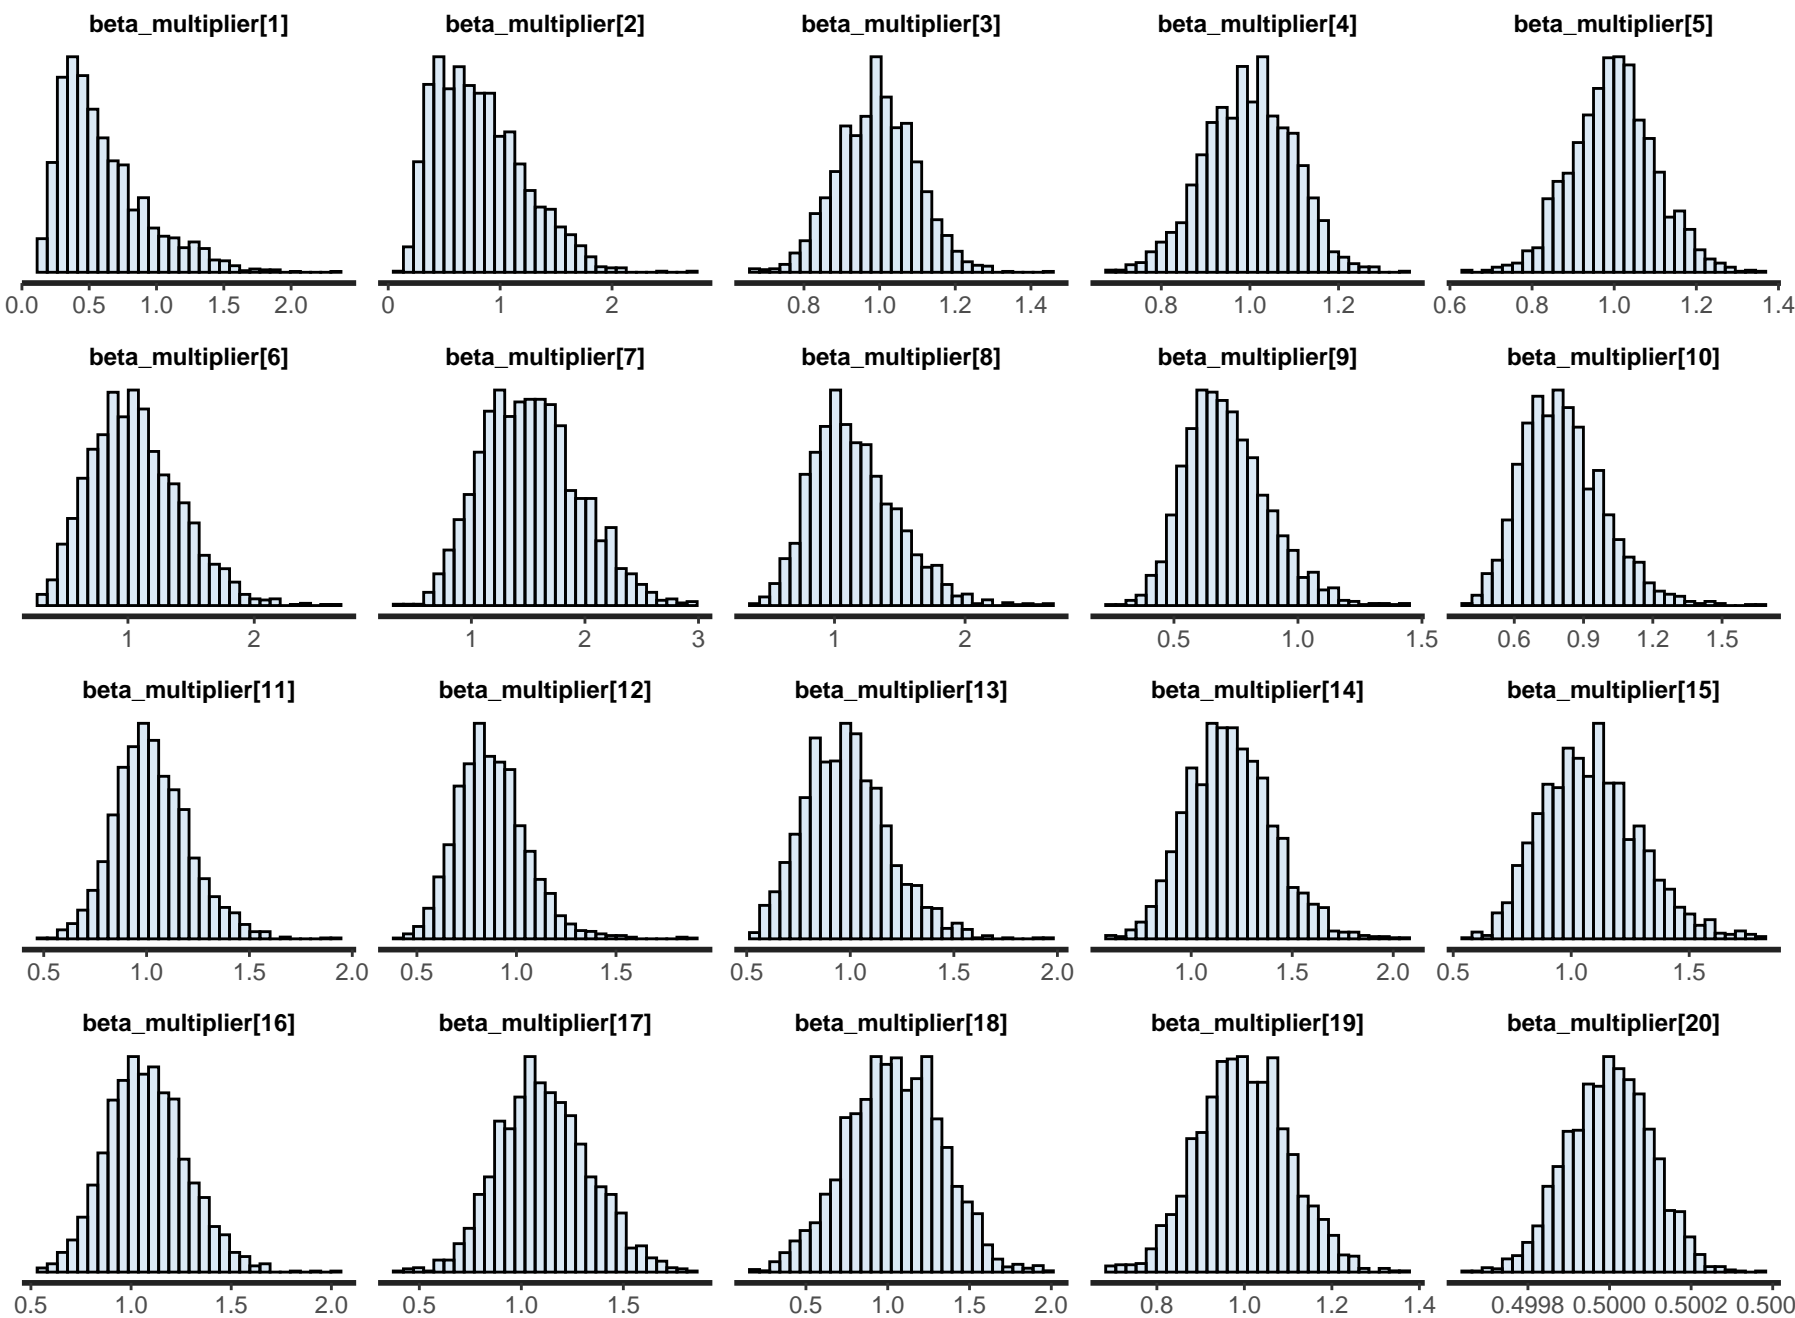 beta_multiplier[1] beta_multiplier[2] beta_multiplier[3] beta_multiplier[4] beta_multiplier[5]
0.0 0.5 1.0 1.5 2.0 0 1 2 0.8 1.0 1.2 1.4 0.8 1.0 1.2 0.6 0.8 1.0 1.2 1.4
beta_multiplier[6] beta_multiplier[7] beta_multiplier[8] beta_multiplier[9] beta_multiplier[10]
1 2 1 2 3 1 2 0.5 1.0 1.5 0.6 0.9 1.2 1.5
beta_multiplier[11] beta_multiplier[12] beta_multiplier[13] beta_multiplier[14] beta_multiplier[15]
0.5 1.0 1.5 2.0 0.5 1.0 1.5 0.5 1.0 1.5 2.0 1.0 1.5 2.0 0.5 1.0 1.5
beta_multiplier[16] beta_multiplier[17] beta_multiplier[18] beta_multiplier[19] beta_multiplier[20]
0.5 1.0 1.5 2.0 0.5 1.0 1.5 0.5 1.0 1.5 2.0 0.8 1.0 1.2 1.4 0.4998 0.5000 0.5002 0.500